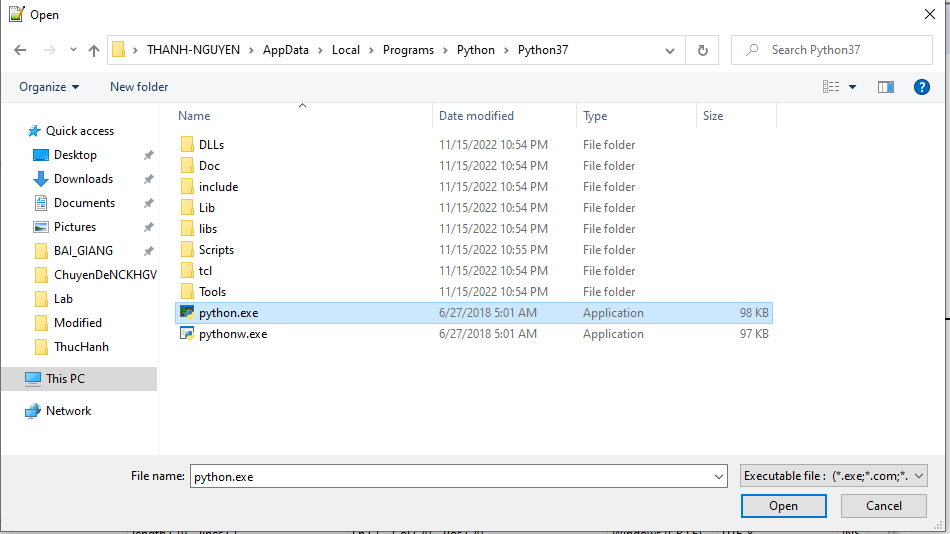 Open
THANH-NGUYEN > AppData > Local > Programs > Python > Python37
Search Python37
Organize
New folder
Name Date modified Type Size
Quick access
Desktop
Downloads
Documents
Pictures
BAI_GIANG
ChuyenDeNCKHGV
Lab
Modified
ThucHanh
This PC
Network
DLLs 11/15/2022 10:54 PM File folder
Doc 11/15/2022 10:54 PM File folder
include 11/15/2022 10:54 PM File folder
Lib 11/15/2022 10:54 PM File folder
libs 11/15/2022 10:54 PM File folder
Scripts 11/15/2022 10:55 PM File folder
tcl 11/15/2022 10:54 PM File folder
Tools 11/15/2022 10:54 PM File folder
python.exe 6/27/2018 5:01 AM Application 98 KB
pythonw.exe 6/27/2018 5:01 AM Application 97 KB
File name: python.exe
Executable file : (*.exe;*.com;*.
Open
Cancel